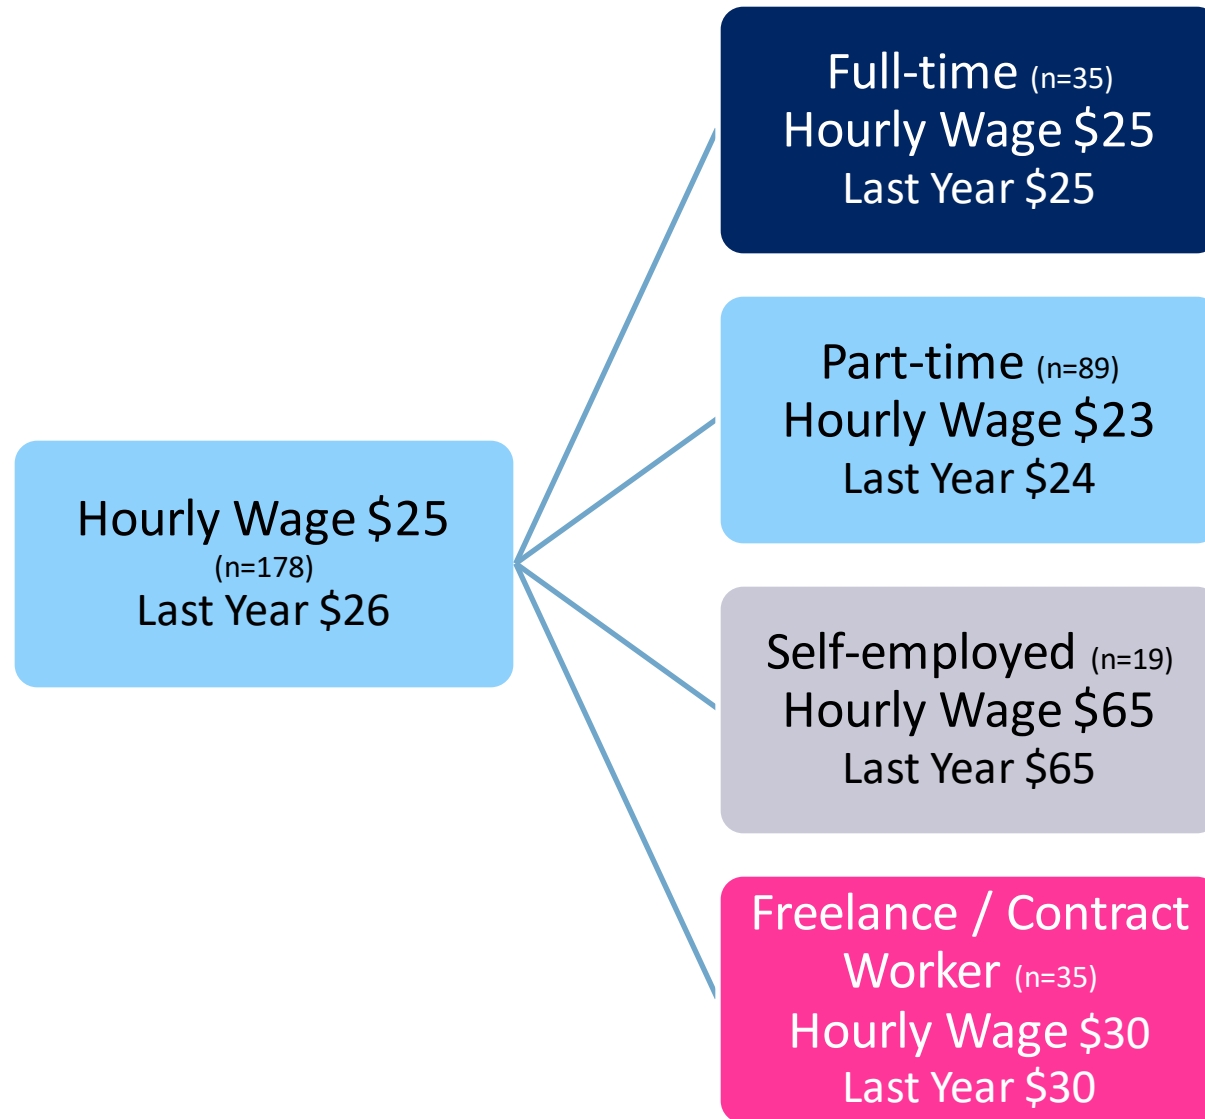 Hourly Wage $25
(n=178)
Last Year $26
Full-time (n=35)
Hourly Wage $25
Last Year $25
Part-time (n=89)
Hourly Wage $23
Last Year $24
Self-employed (n=19)
Hourly Wage $65
Last Year $65
Freelance / Contract
Worker (n=35)
Hourly Wage $30
Last Year $30